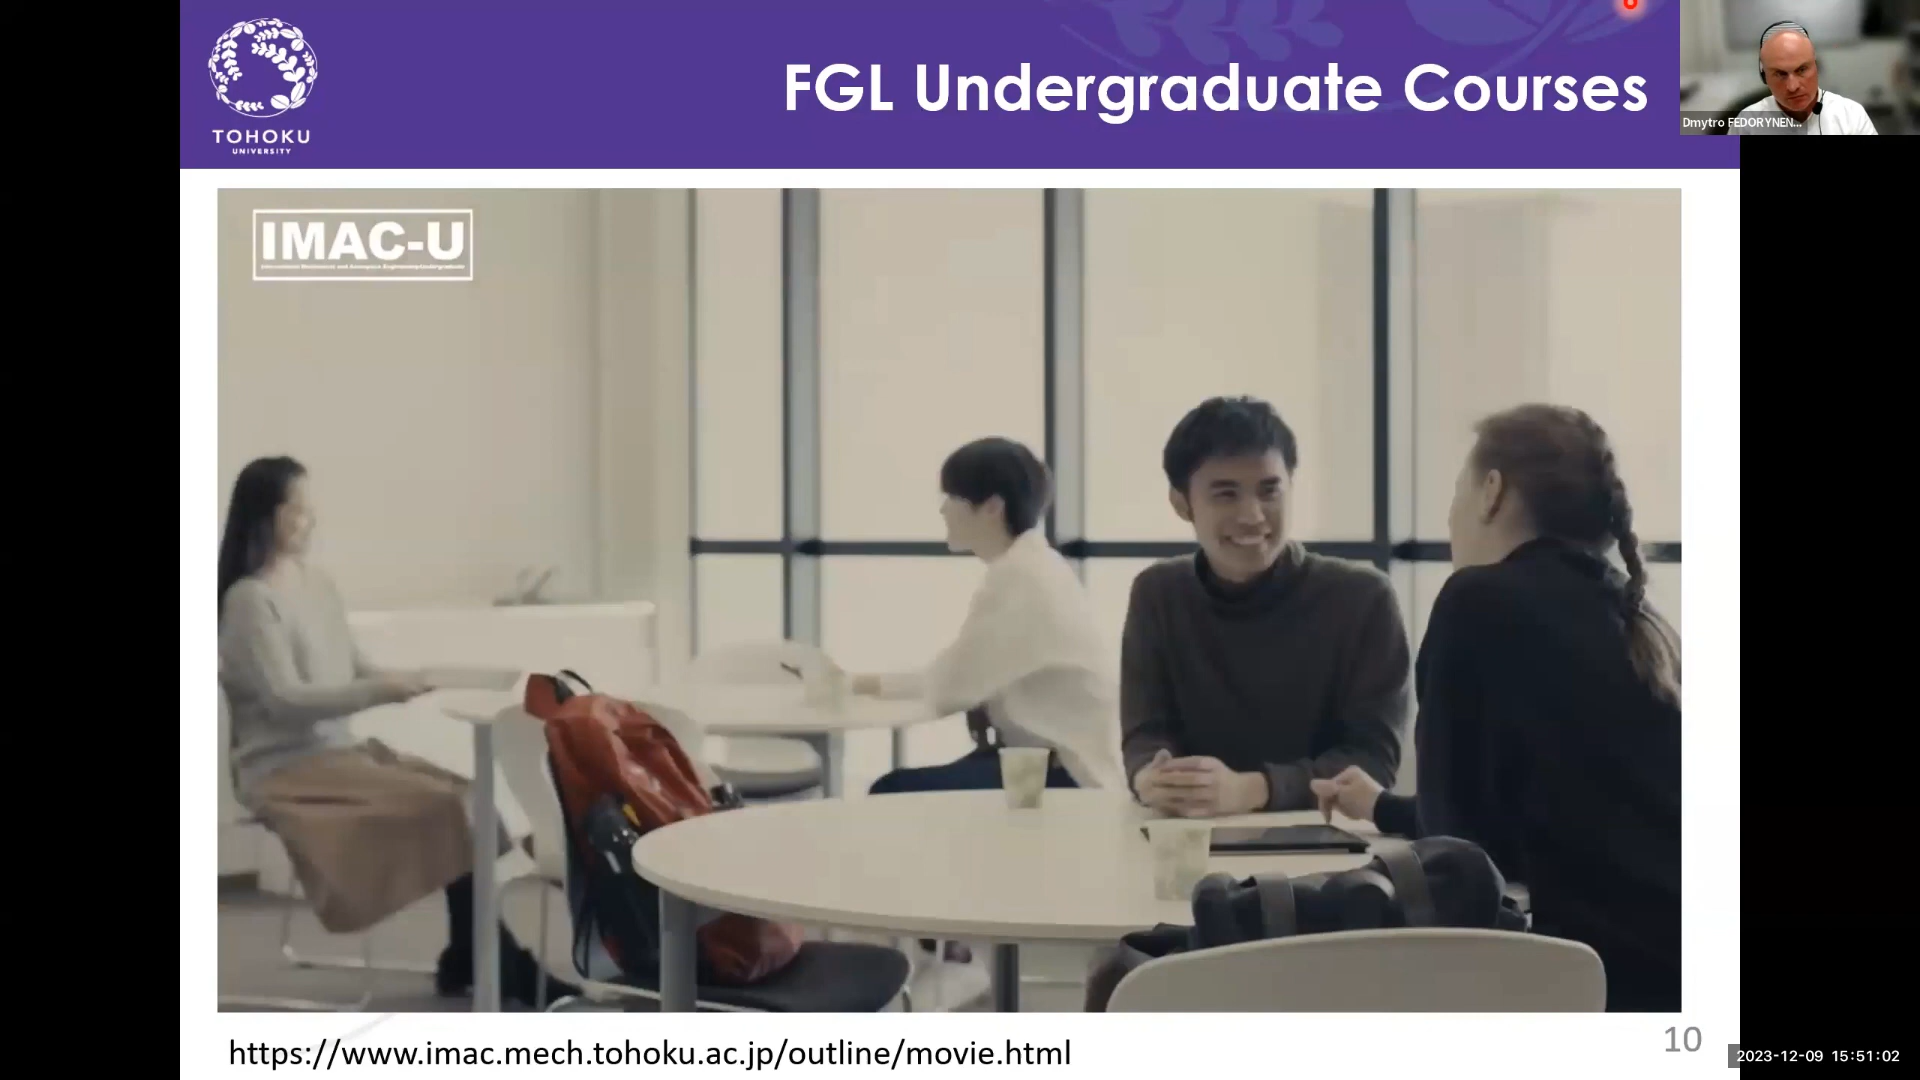 TOHOKU
UNIVERSITY
FGL Undergraduate Courses
Dmytro FEDORYNEN...
IMAC-U
https://www.imac.mech.tohoku.ac.jp/outline/movie.html
10
2023-12-09 15:51:02